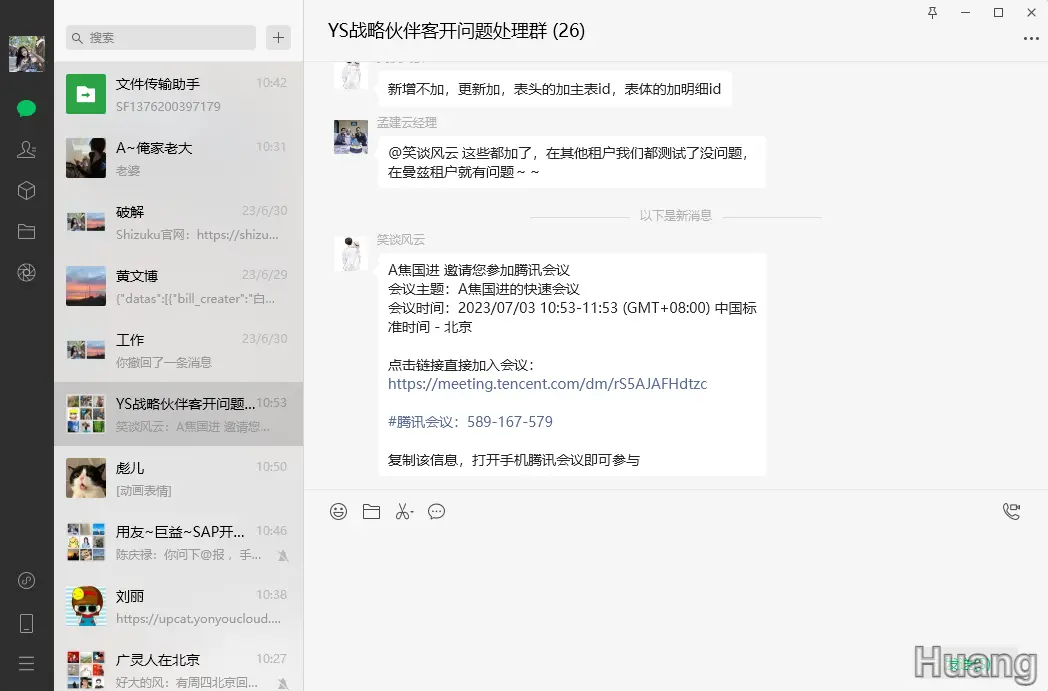 搜索
文件传输助手
10:42
SF1376200397179
A~俺家老大
10:31
老婆
破解
23/6/30
Shizuku官网：https://shizu...
黄文博
23/6/29
{"datas":[{"bill_creater":"白...
工作
23/6/30
你撤回了一条消息
YS战略伙伴客开问题...
10:53
笑谈风云：A焦国进 邀请您...
彪儿
10:50
[动画表情]
用友~巨益~SAP开...
10:46
陈庆禄：你问下@报 ，手...
刘丽
10:38
https://upcat.yonyoucloud....
广灵人在北京
10:27
好大的风：有周四北京回...
YS战略伙伴客开问题处理群 (26)
新增不加，更新加，表头的加主表id，表体的加明细id
孟建云经理
@笑谈风云 这些都加了，在其他租户我们都测试了没问题，
在曼兹租户就有问题~ ~
以下是新消息
笑谈风云
A焦国进 邀请您参加腾讯会议
会议主题：A焦国进的快速会议
会议时间：2023/07/03 10:53-11:53 (GMT+08:00) 中国标
准时间 - 北京
点击链接直接加入会议：
https://meeting.tencent.com/dm/rS5AJAFHdtzc
#腾讯会议：589-167-579
复制该信息，打开手机腾讯会议即可参与
Huang